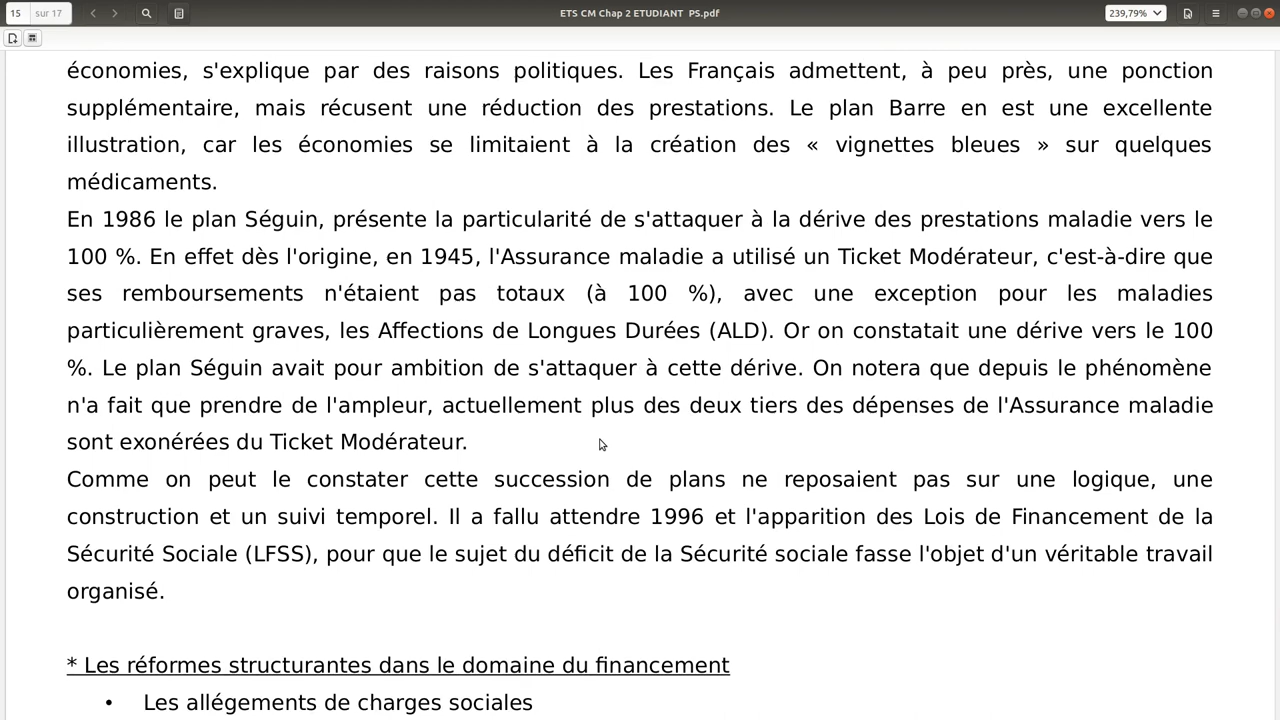 15 sur 17
ETS CM Chap 2 ETUDIANT PS.pdf
239,79%
économies, s'explique par des raisons politiques. Les Français admettent, à peu près, une ponction
supplémentaire, mais récusent une réduction des prestations. Le plan Barre en est une excellente
illustration, car les économies se limitaient à la création des « vignettes bleues » sur quelques
médicaments.
En 1986 le plan Séguin, présente la particularité de s'attaquer à la dérive des prestations maladie vers le
100 %. En effet dès l'origine, en 1945, l'Assurance maladie a utilisé un Ticket Modérateur, c'est-à-dire que
ses remboursements n'étaient pas totaux (à 100 %), avec une exception pour les maladies
particulièrement graves, les Affections de Longues Durées (ALD). Or on constatait une dérive vers le 100
%. Le plan Séguin avait pour ambition de s'attaquer à cette dérive. On notera que depuis le phénomène
n'a fait que prendre de l'ampleur, actuellement plus des deux tiers des dépenses de l'Assurance maladie
sont exonérées du Ticket Modérateur.
Comme on peut le constater cette succession de plans ne reposaient pas sur une logique, une
construction et un suivi temporel. Il a fallu attendre 1996 et l'apparition des Lois de Financement de la
Sécurité Sociale (LFSS), pour que le sujet du déficit de la Sécurité sociale fasse l'objet d'un véritable travail
organisé.
* Les réformes structurantes dans le domaine du financement
• Les allégements de charges sociales